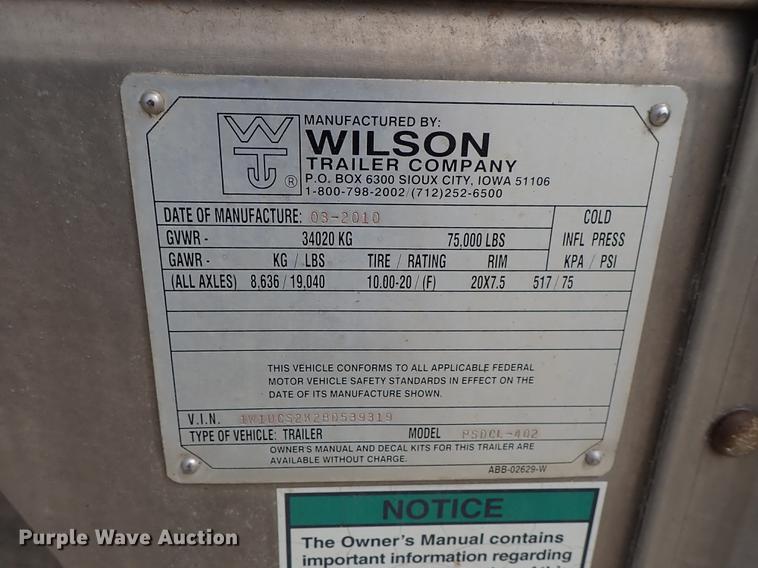 MANUFACTURED BY:
WILSON
TRAILER COMPANY
P.O. BOX 6300 SIOUX CITY, IOWA 51106
1-800-798-2002/(712)252-6500
WTC ®
DATE OF MANUFACTURE: 03-2010 COLD
GVWR - 34020 KG 75,000 LBS INFL PRESS
GAWR - KG / LBS TIRE / RATING RIM KPA / PSI
(ALL AXLES) 8,636 / 19,040 10.00-20 / (F) 20X7.5 517 / 75
THIS VEHICLE CONFORMS TO ALL APPLICABLE FEDERAL
MOTOR VEHICLE SAFETY STANDARDS IN EFFECT ON THE
DATE OF ITS MANUFACTURE SHOWN.
V.I.N. 1W1UCS2K2BD539319
TYPE OF VEHICLE: TRAILER MODEL PSDCL-402
OWNER'S MANUAL AND DECAL KITS FOR THIS TRAILER ARE
AVAILABLE WITHOUT CHARGE.
ABB-02629-W
NOTICE
The Owner's Manual contains
important information regarding
Purple Wave Auction